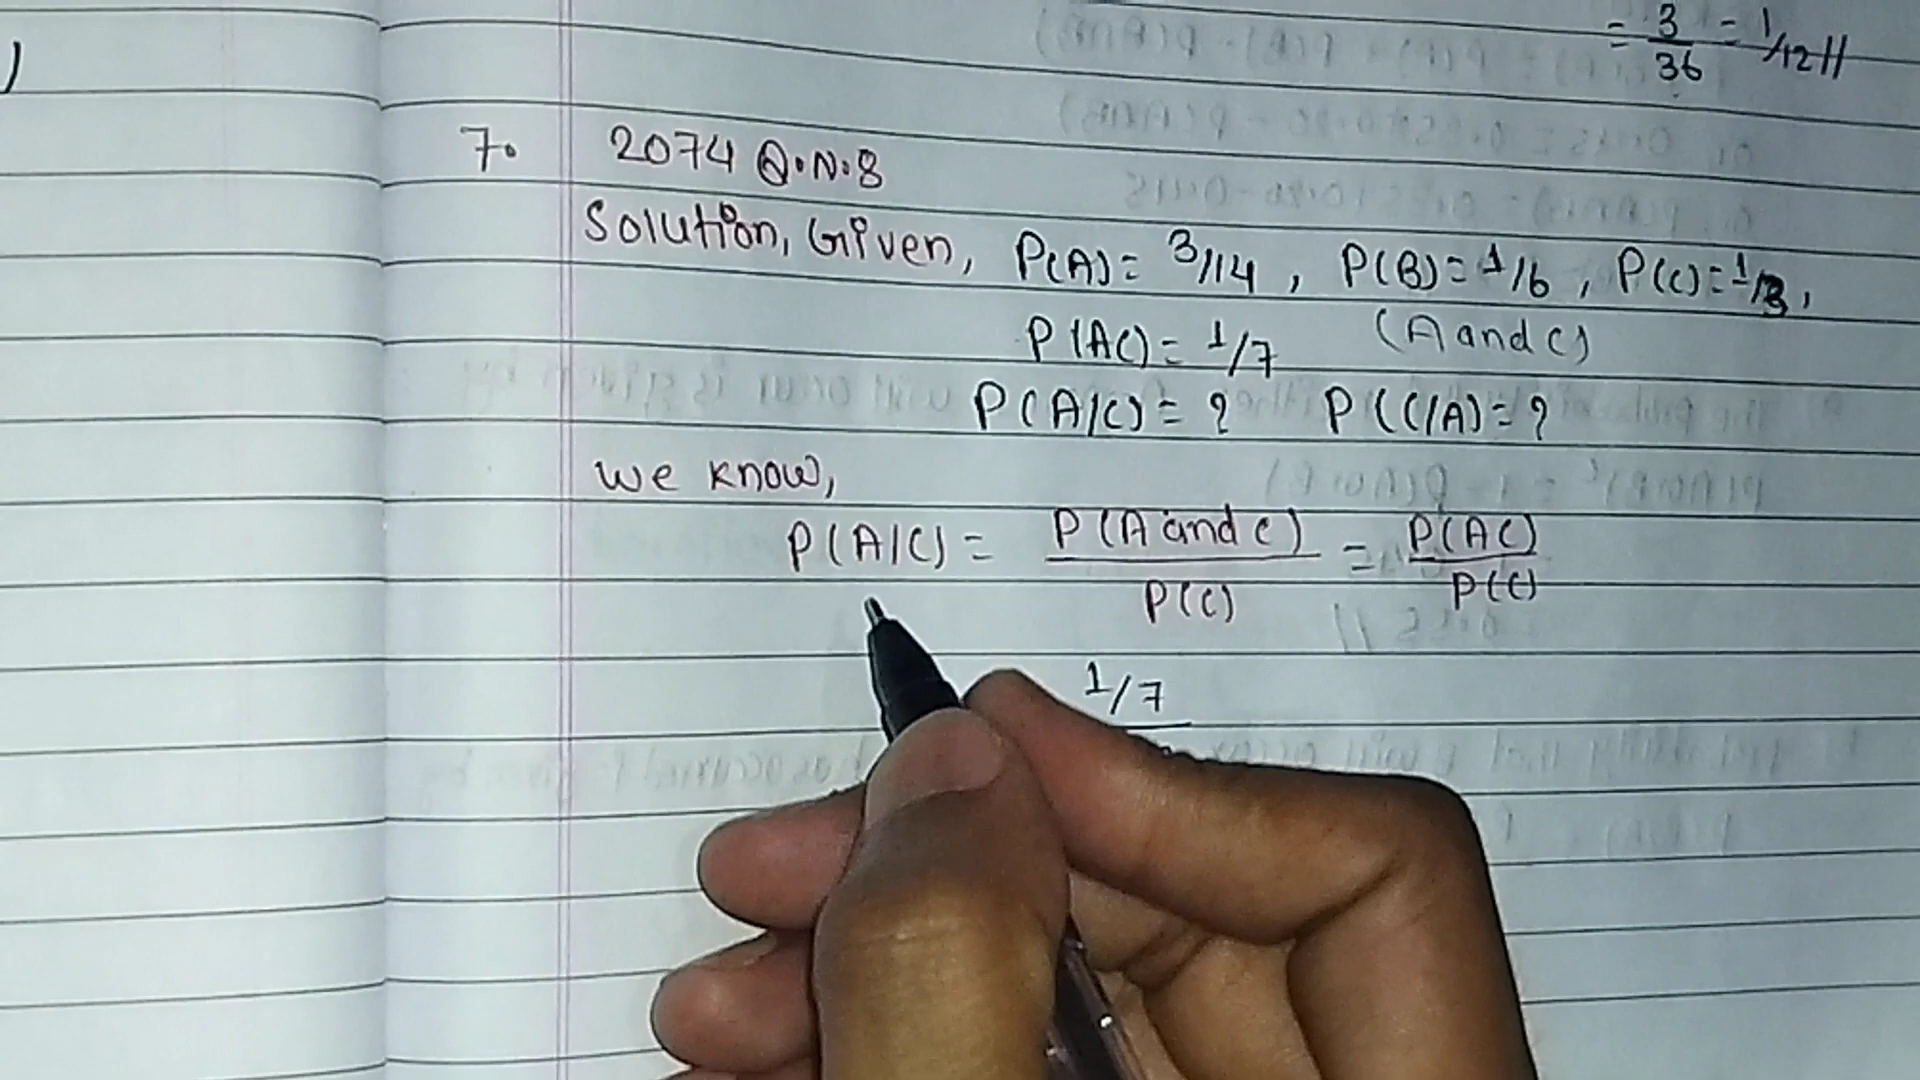 = 3/36 = 1/12 //
)
7. 2074 Q.N.8
Solution, Given, P(A) = 3/14, P(B) = 1/6, P(C) = 1/3,
P(AC) = 1/7 (A and C)
P(A/C) = ? P(C/A) = ?
We know,
P(A/C) = P(A and C)/P(C) = P(AC)/P(C)
1/7